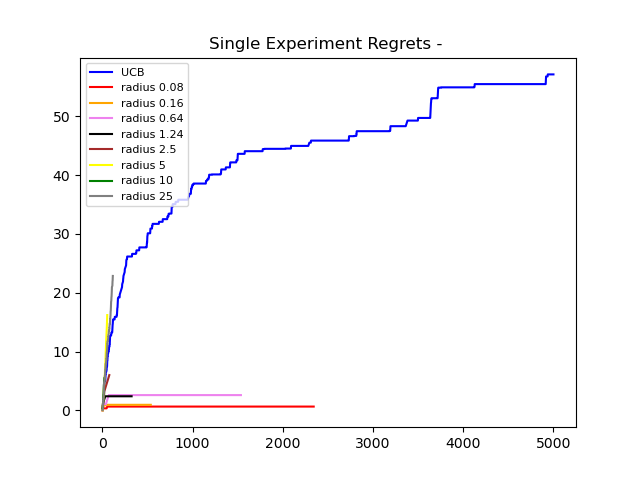 Single Experiment Regrets -
UCB
radius 0.08
radius 0.16
radius 0.64
radius 1.24
radius 2.5
radius 5
radius 10
radius 25
50
40
30
20
10
0
0 1000 2000 3000 4000 5000